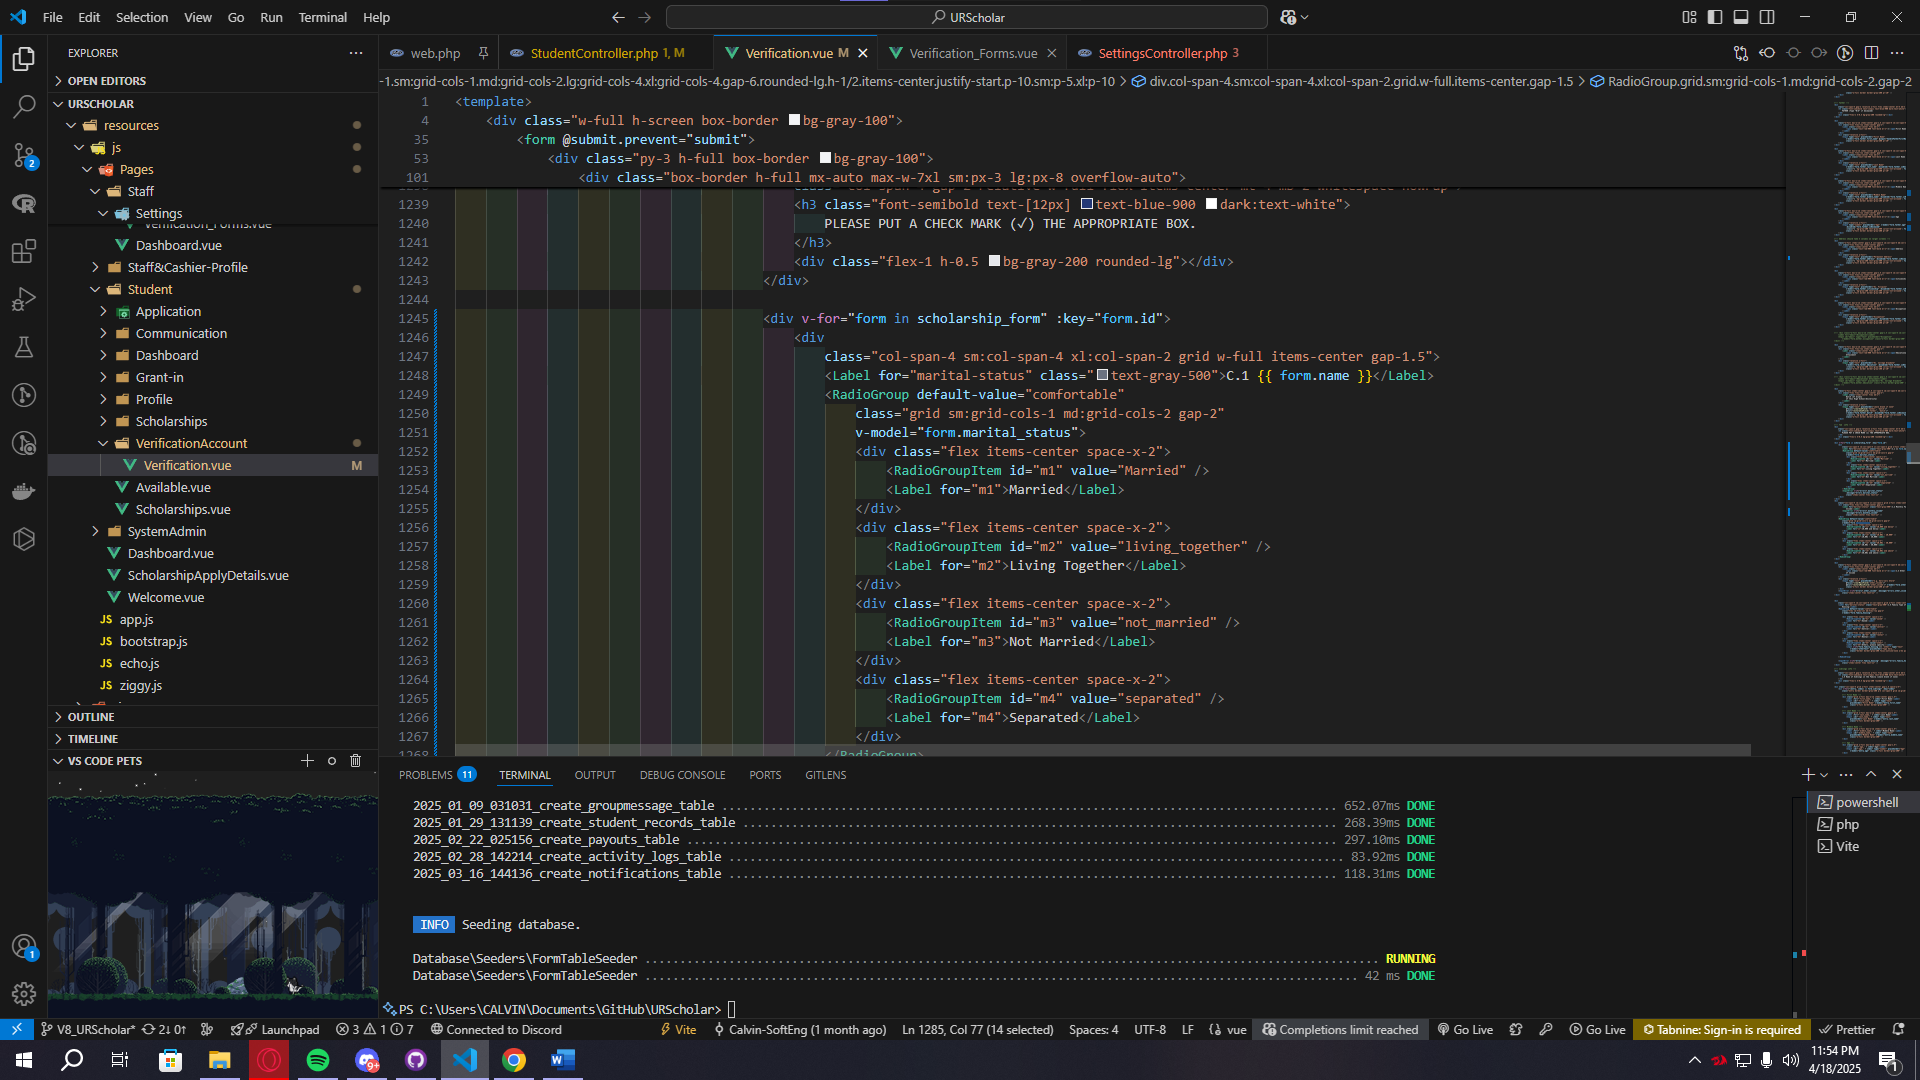 File Edit Selection View Go Run Terminal Help
URScholar
EXPLORER
OPEN EDITORS
URSCHOLAR
resources
js
Pages
Staff
Settings
Verification_Forms.vue
Dashboard.vue
Staff&Cashier-Profile
Student
Application
Communication
Dashboard
Grant-in
Profile
Scholarships
VerificationAccount
Verification.vue M
Available.vue
Scholarships.vue
SystemAdmin
Dashboard.vue
ScholarshipApplyDetails.vue
Welcome.vue
JS app.js
JS bootstrap.js
JS echo.js
JS ziggy.js
OUTLINE
TIMELINE
VS CODE PETS
web.php StudentController.php 1, M Verification.vue M Verification_Forms.vue SettingsController.php 3
-1.sm:grid-cols-1.md:grid-cols-2.lg:grid-cols-4.xl:grid-cols-4.gap-6.rounded-lg.h-1/2.items-center.justify-start.p-10.sm:p-5.xl:p-10 > div.col-span-4.sm:col-span-4.xl:col-span-2.grid.w-full.items-center.gap-1.5 > RadioGroup.grid.sm:grid-cols-1.md:grid-cols-2.gap-2
1 <template>
4 <div class="w-full h-screen box-border bg-gray-100">
35 <form @submit.prevent="submit">
53 <div class="py-3 h-full box-border bg-gray-100">
101 <div class="box-border h-full mx-auto max-w-7xl sm:px-3 lg:px-8 overflow-auto">
1239 <h3 class="font-semibold text-[12px] text-blue-900 dark:text-white">
1240 PLEASE PUT A CHECK MARK (✓) THE APPROPRIATE BOX.
1241 </h3>
1242 <div class="flex-1 h-0.5 bg-gray-200 rounded-lg"></div>
1243 </div>
1244
1245 <div v-for="form in scholarship_form" :key="form.id">
1246 <div
1247 class="col-span-4 sm:col-span-4 xl:col-span-2 grid w-full items-center gap-1.5">
1248 <Label for="marital-status" class="text-gray-500">C.1 {{ form.name }}</Label>
1249 <RadioGroup default-value="comfortable"
1250 class="grid sm:grid-cols-1 md:grid-cols-2 gap-2"
1251 v-model="form.marital_status">
1252 <div class="flex items-center space-x-2">
1253 <RadioGroupItem id="m1" value="Married" />
1254 <Label for="m1">Married</Label>
1255 </div>
1256 <div class="flex items-center space-x-2">
1257 <RadioGroupItem id="m2" value="living_together" />
1258 <Label for="m2">Living Together</Label>
1259 </div>
1260 <div class="flex items-center space-x-2">
1261 <RadioGroupItem id="m3" value="not_married" />
1262 <Label for="m3">Not Married</Label>
1263 </div>
1264 <div class="flex items-center space-x-2">
1265 <RadioGroupItem id="m4" value="separated" />
1266 <Label for="m4">Separated</Label>
1267 </div>
1268 </RadioGroup>
PROBLEMS 11 TERMINAL OUTPUT DEBUG CONSOLE PORTS GITLENS
2025_01_09_031031_create_groupmessage_table 652.07ms DONE
2025_01_29_131139_create_student_records_table 268.39ms DONE
2025_02_22_025156_create_payouts_table 297.10ms DONE
2025_02_28_142214_create_activity_logs_table 83.92ms DONE
2025_03_16_144136_create_notifications_table 118.31ms DONE
INFO Seeding database.
Database\Seeders\FormTableSeeder RUNNING
Database\Seeders\FormTableSeeder 42 ms DONE
PS C:\Users\CALVIN\Documents\GitHub\URScholar>
powershell
php
Vite
V8_URScholar* 2↓ 0↑ Launchpad 3 1 7 Connected to Discord Vite Calvin-SoftEng (1 month ago) Ln 1285, Col 77 (14 selected) Spaces: 4 UTF-8 LF vue Completions limit reached Go Live Go Live Tabnine: Sign-in is required Prettier
11:54 PM
4/18/2025